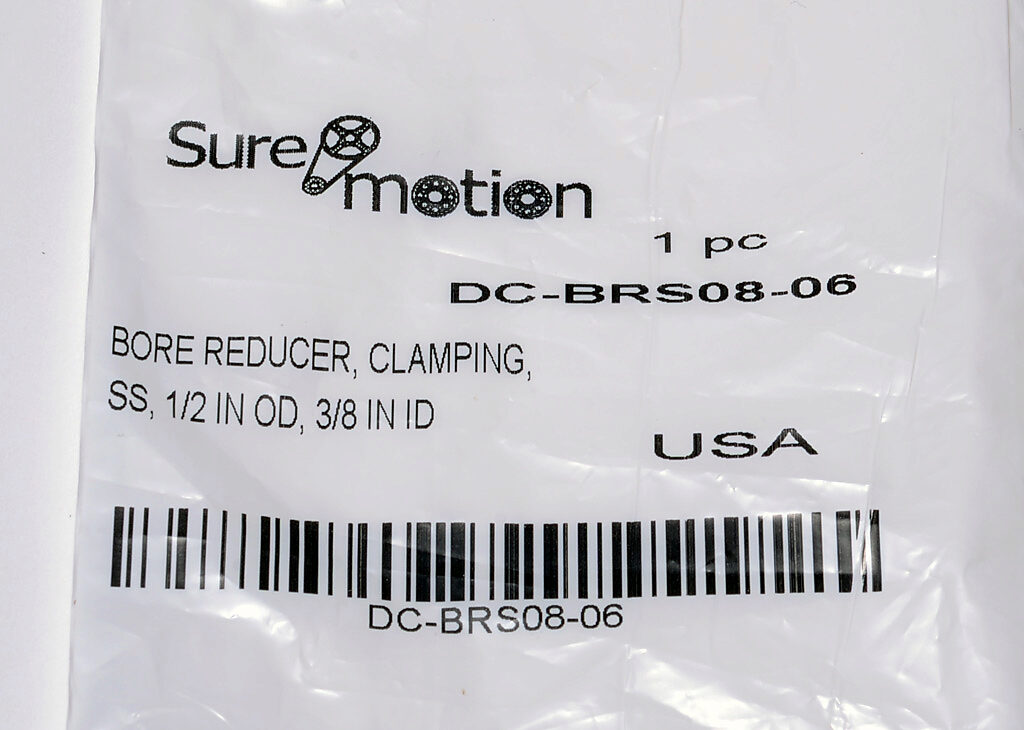 Sure motion
1 pc
DC-BRS08-06
BORE REDUCER, CLAMPING,
SS, 1/2 IN OD, 3/8 IN ID
USA
DC-BRS08-06